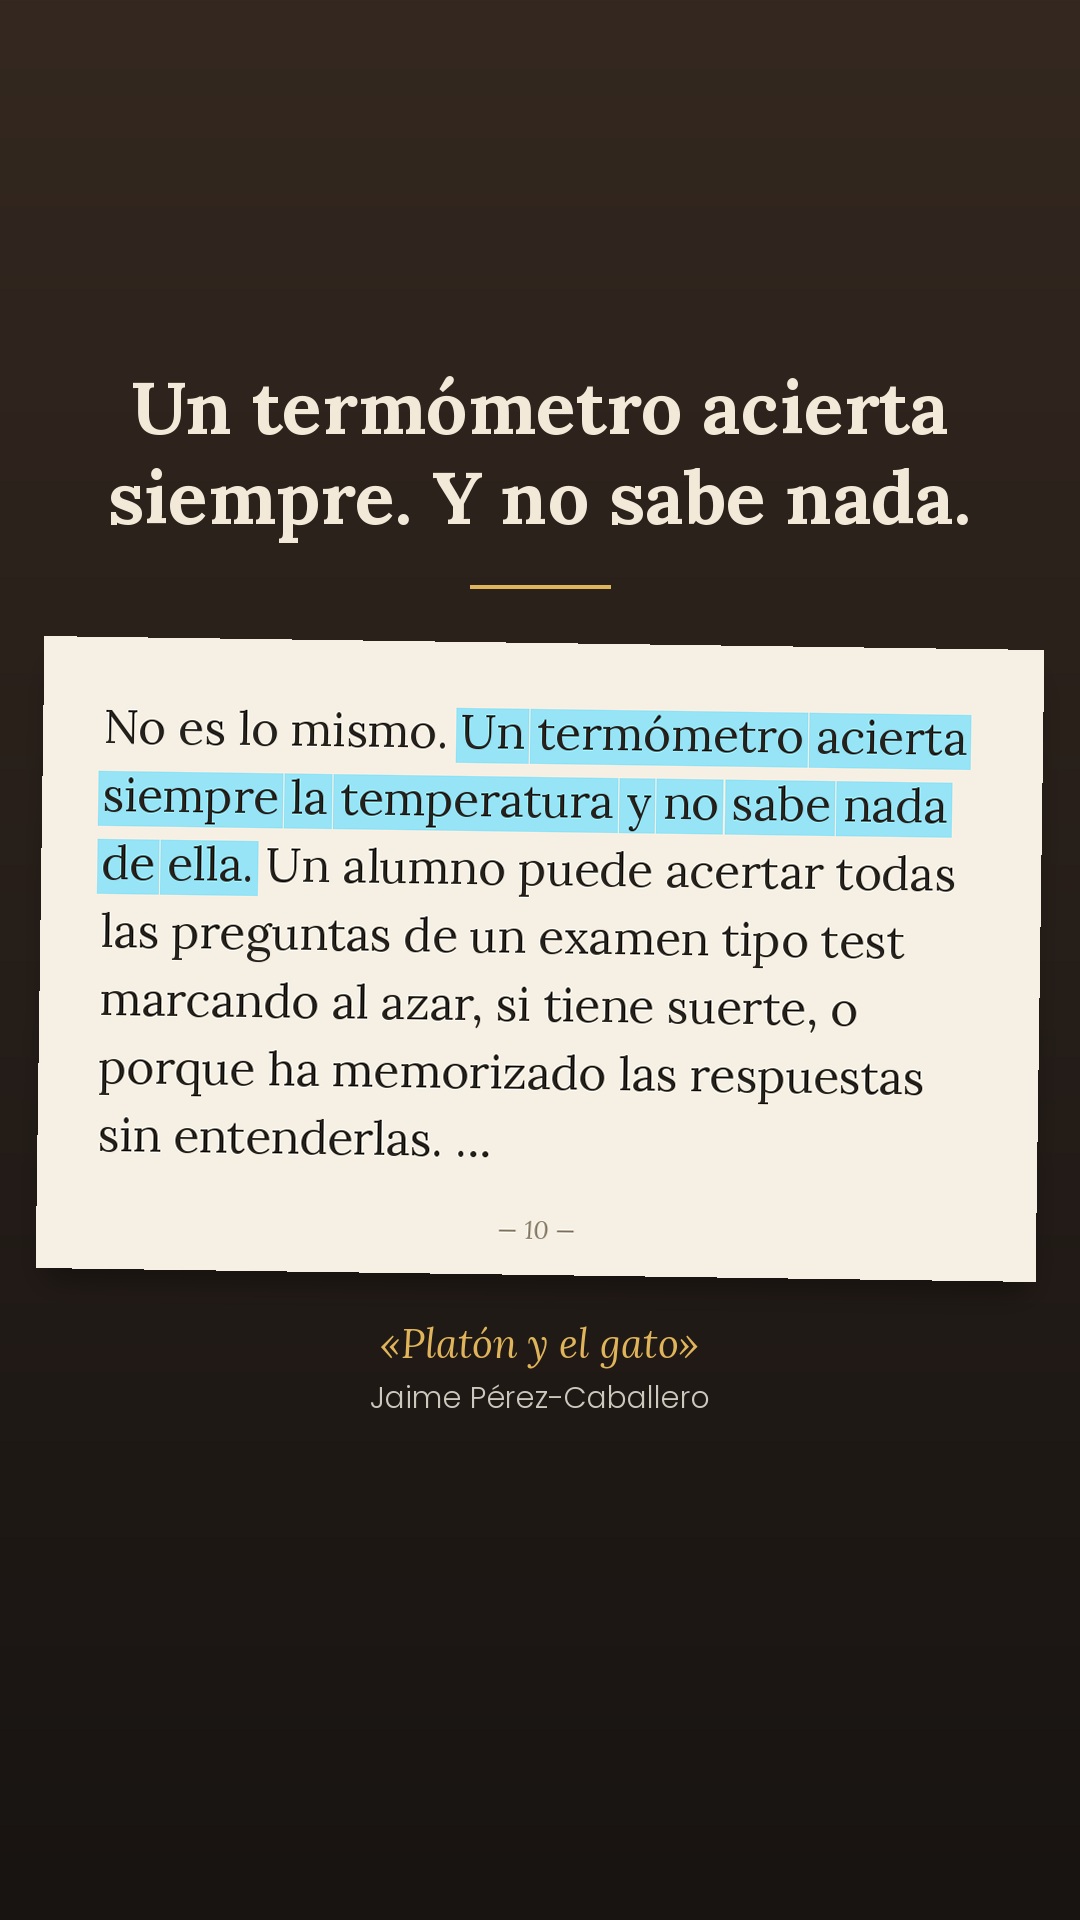 Un termómetro acierta
siempre. Y no sabe nada.
No es lo mismo. Un termómetro acierta
siempre la temperatura y no sabe nada
de ella. Un alumno puede acertar todas
las preguntas de un examen tipo test
marcando al azar, si tiene suerte, o
porque ha memorizado las respuestas
sin entenderlas. ...
— 10 —
«Platón y el gato»
Jaime Pérez-Caballero